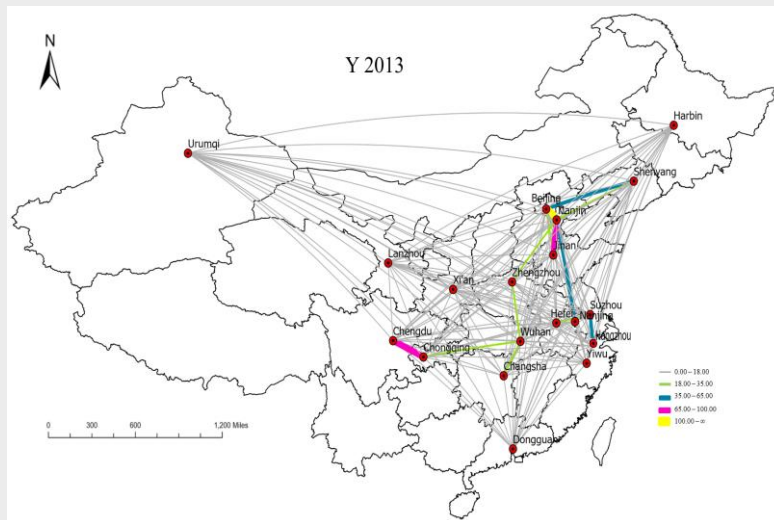 N
Y 2013
Harbin
Urumqi
Shenyang
Beijing
Tianjin
Jinan
Lanzhou
Xi'an
Zhengzhou
Suzhou
Hefei
Nanjing
Chengdu
Wuhan
Hangzhou
Chongqing
Yiwu
Changsha
Dongguan
0.00－18.00
18.00－35.00
35.00－65.00
65.00－100.00
100.00－∞
0 300 600 1,200 Miles